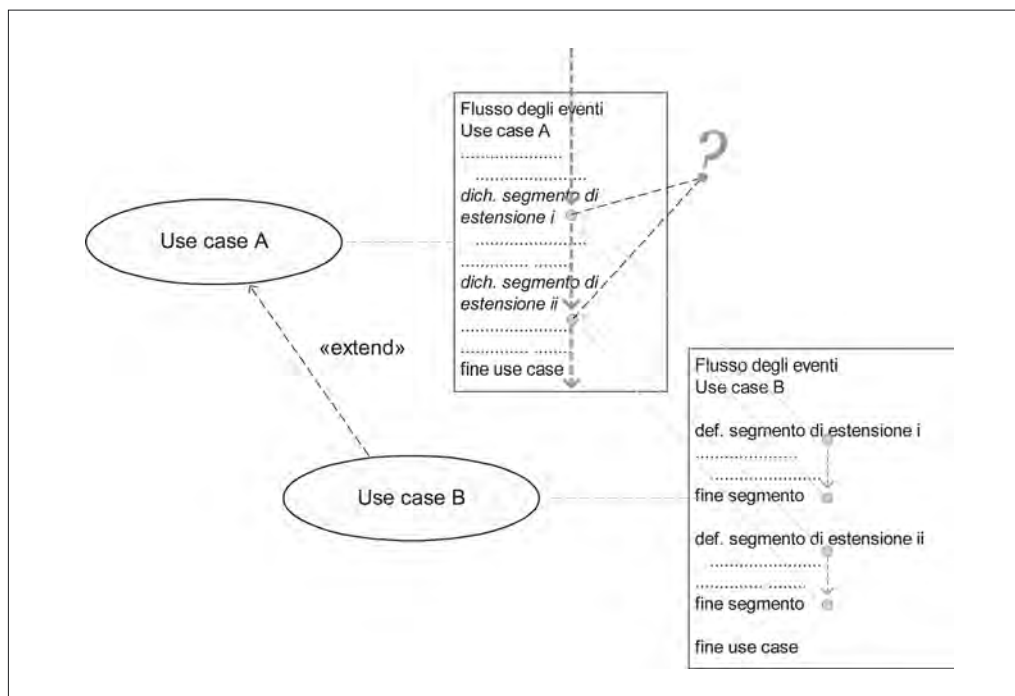 Flusso degli eventi
Use case A
.......................
.........................
dich. segmento di
estensione i
.........................
............... ........
dich. segmento di
estensione ii
.........................
............... ........
fine use case
?
Use case A
«extend»
Use case B
Flusso degli eventi
Use case B
def. segmento di estensione i
.......................
.........................
fine segmento
def. segmento di estensione ii
.........................
............... ........
fine segmento
fine use case